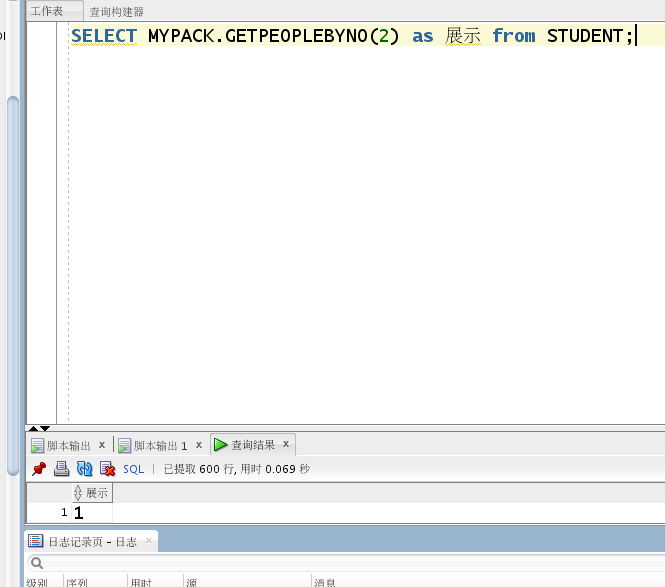 工作表 查询构建器
SELECT MYPACK.GETPEOPLEBYNO(2) as 展示 from STUDENT;
脚本输出 x 脚本输出 1 x 查询结果 x
SQL | 已提取 600 行, 用时 0.069 秒
展示
1 1
日志记录页 - 日志 ×
级别 序列 用时 源 消息